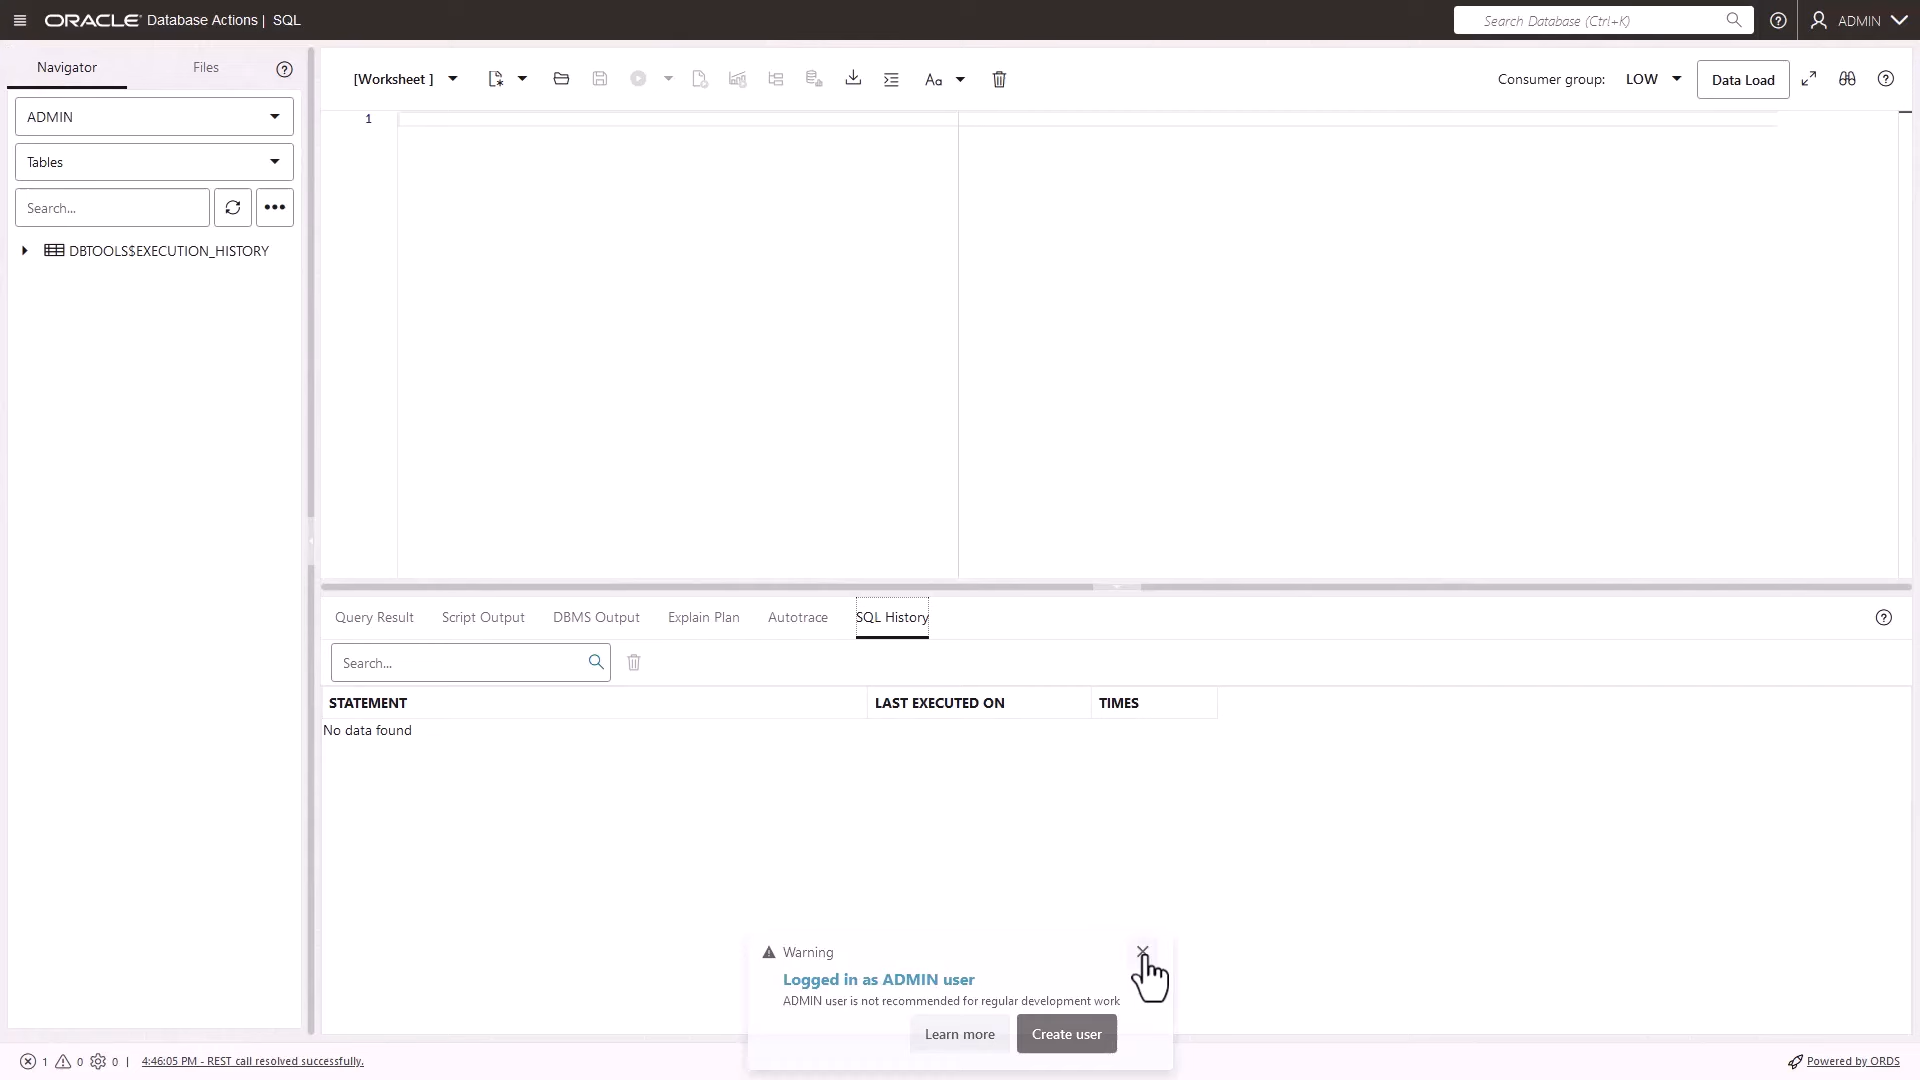 ORACLE Database Actions | SQL
Search Database (Ctrl+K)
ADMIN
Navigator
Files
ADMIN
Tables
Search...
DBTOOLS$EXECUTION_HISTORY
[Worksheet ]
Aa
Consumer group:
LOW
Data Load
1
Query Result
Script Output
DBMS Output
Explain Plan
Autotrace
SQL History
Search...
STATEMENT
LAST EXECUTED ON
TIMES
No data found
Warning
Logged in as ADMIN user
ADMIN user is not recommended for regular development work
Learn more
Create user
1 0 0 | 4:46:05 PM - REST call resolved successfully.
Powered by ORDS